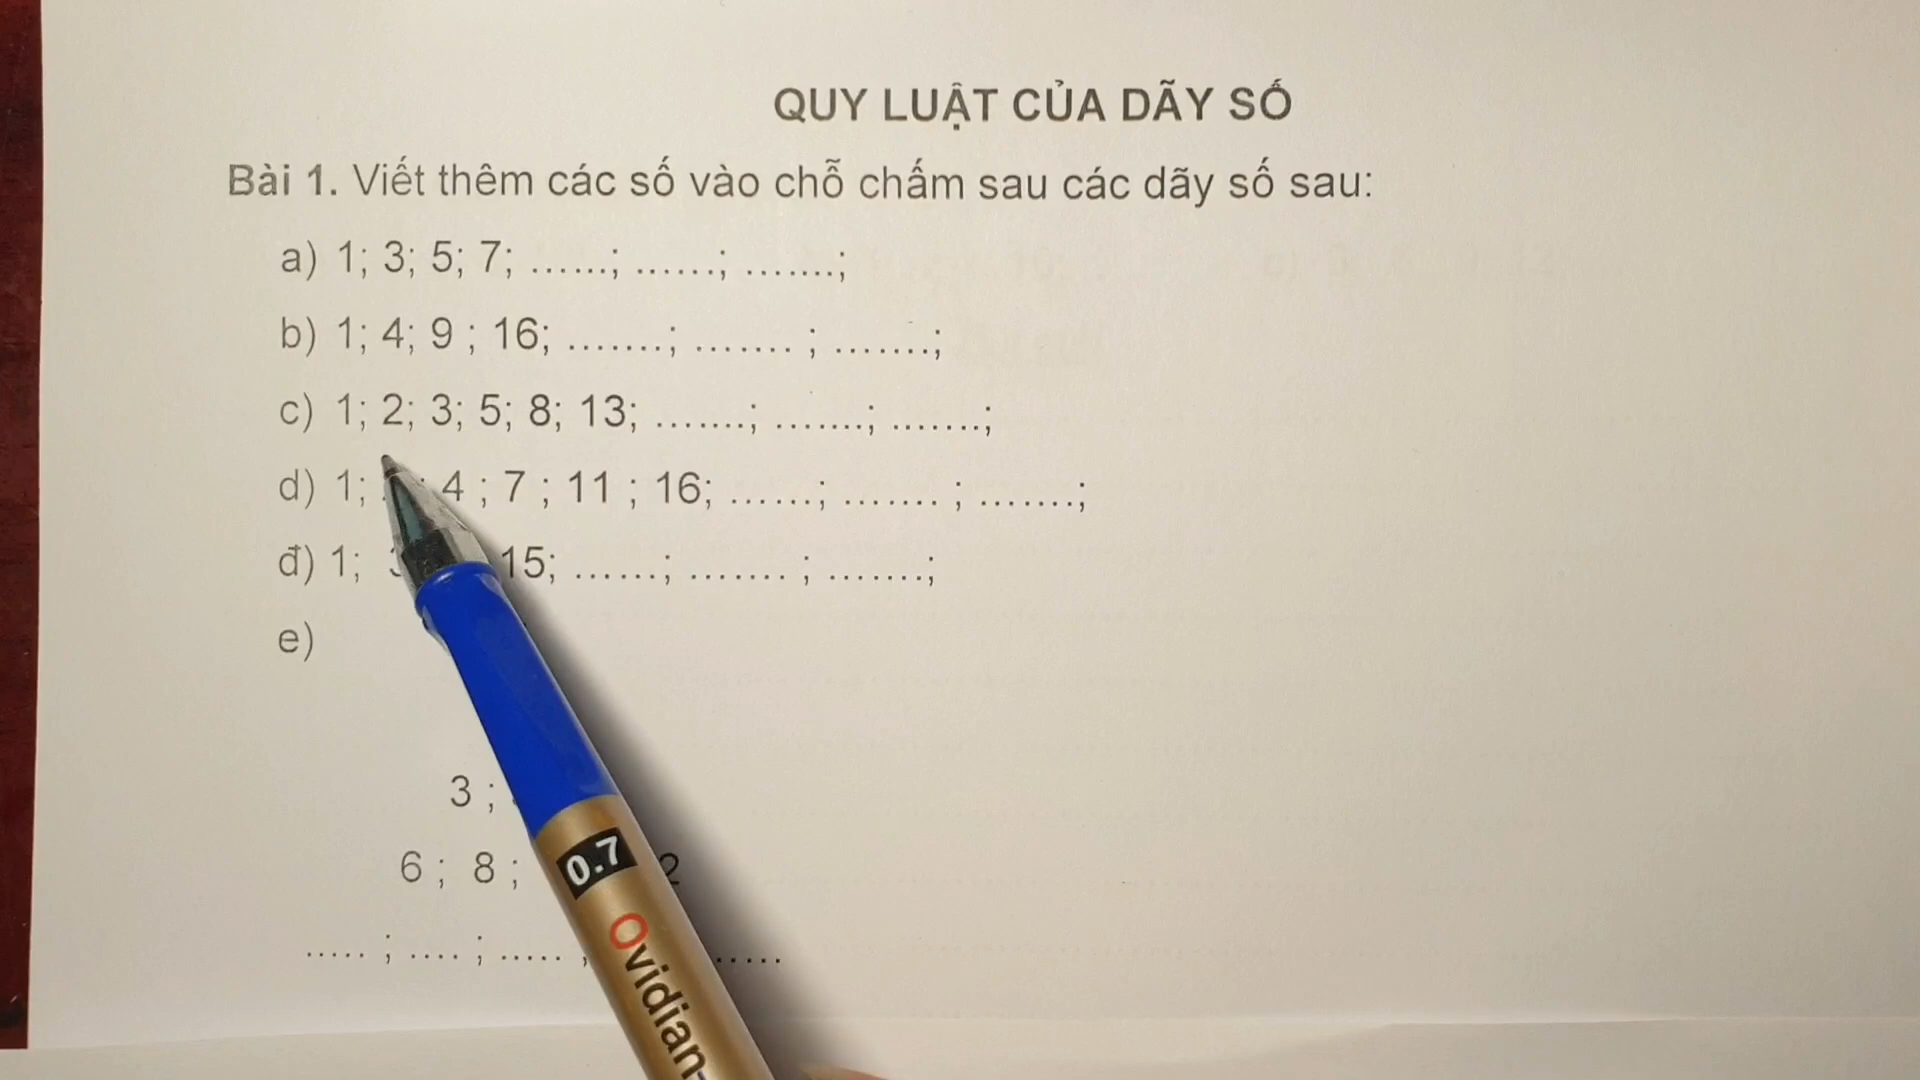 QUY LUẬT CỦA DÃY SỐ
Bài 1. Viết thêm các số vào chỗ chấm sau các dãy số sau:
a) 1; 3; 5; 7; ......; ......; .......;
b) 1; 4; 9 ; 16; .......; ....... ; .......;
c) 1; 2; 3; 5; 8; 13; .......; .......; .......;
d) 1; ; 4 ; 7 ; 11 ; 16; ......; ....... ; .......;
đ) 1; 15; ......; ....... ; .......;
e)
3 ;
6 ; 8 ; 2
..... ; .... ; ..... ; .....
0.7
Ovidian-